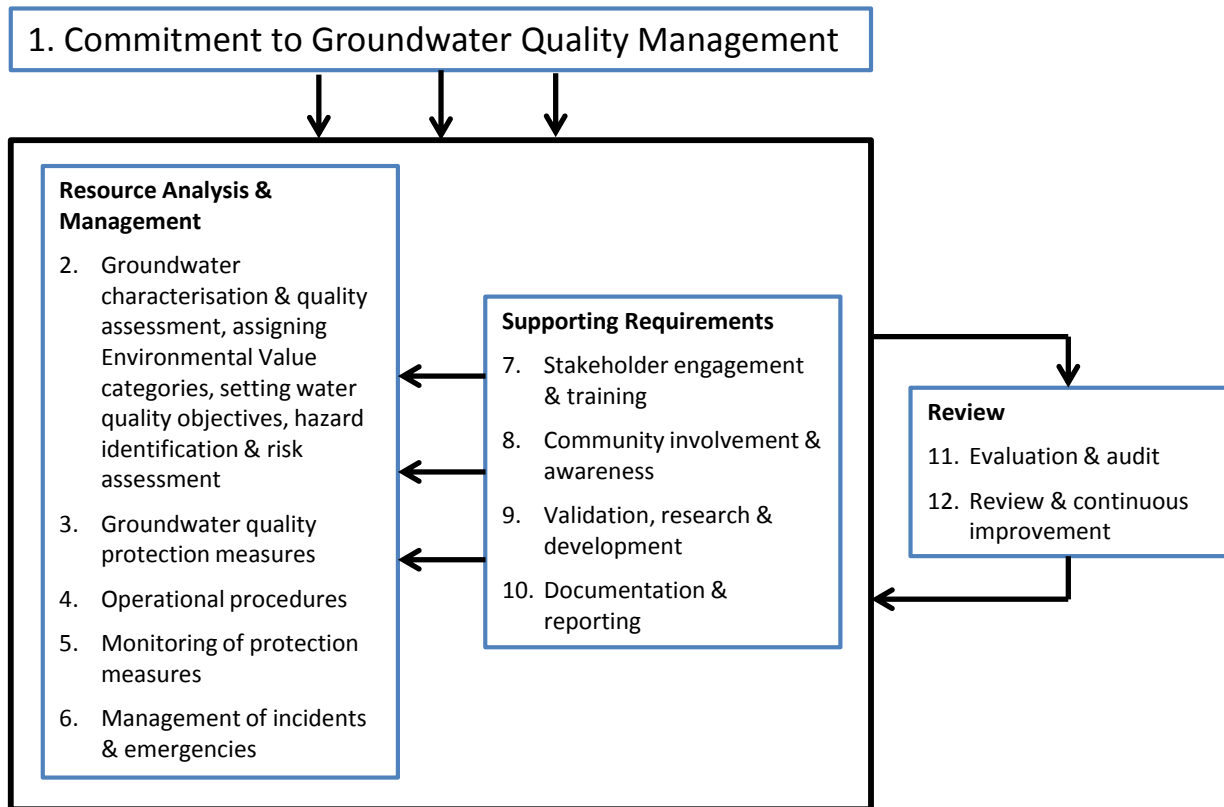 1. Commitment to Groundwater Quality Management
Resource Analysis &
Management
2. Groundwater
characterisation & quality
assessment, assigning
Environmental Value
categories, setting water
quality objectives, hazard
identification & risk
assessment
3. Groundwater quality
protection measures
4. Operational procedures
5. Monitoring of protection
measures
6. Management of incidents
& emergencies
Supporting Requirements
7. Stakeholder engagement
& training
8. Community involvement &
awareness
9. Validation, research &
development
10. Documentation &
reporting
Review
11. Evaluation & audit
12. Review & continuous
improvement